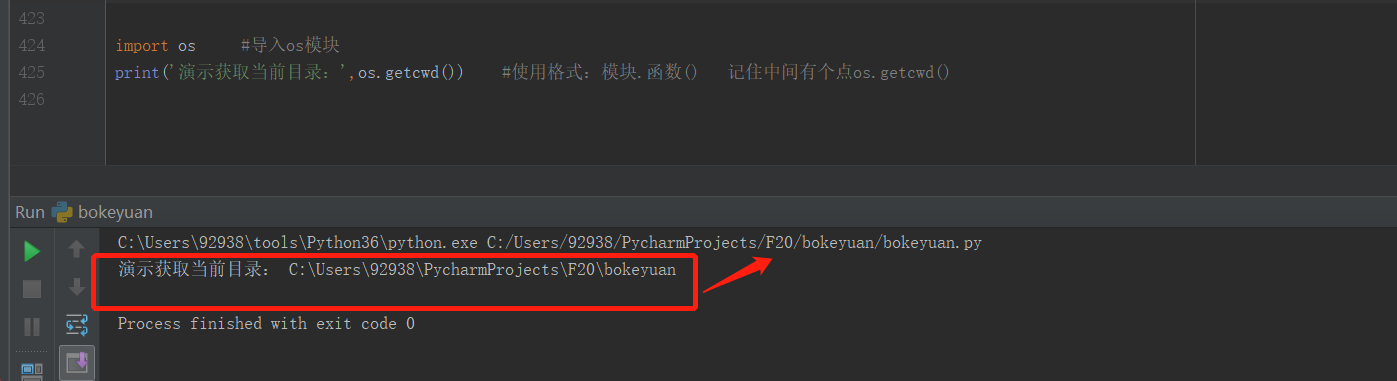 423
424 import os     #导入os模块
425 print('演示获取当前目录：',os.getcwd())    #使用格式：模块.函数()   记住中间有个点os.getcwd()
426
Run bokeyuan
C:\Users\92938\tools\Python36\python.exe C:/Users/92938/PycharmProjects/F20/bokeyuan/bokeyuan.py
演示获取当前目录： C:\Users\92938\PycharmProjects\F20\bokeyuan
Process finished with exit code 0